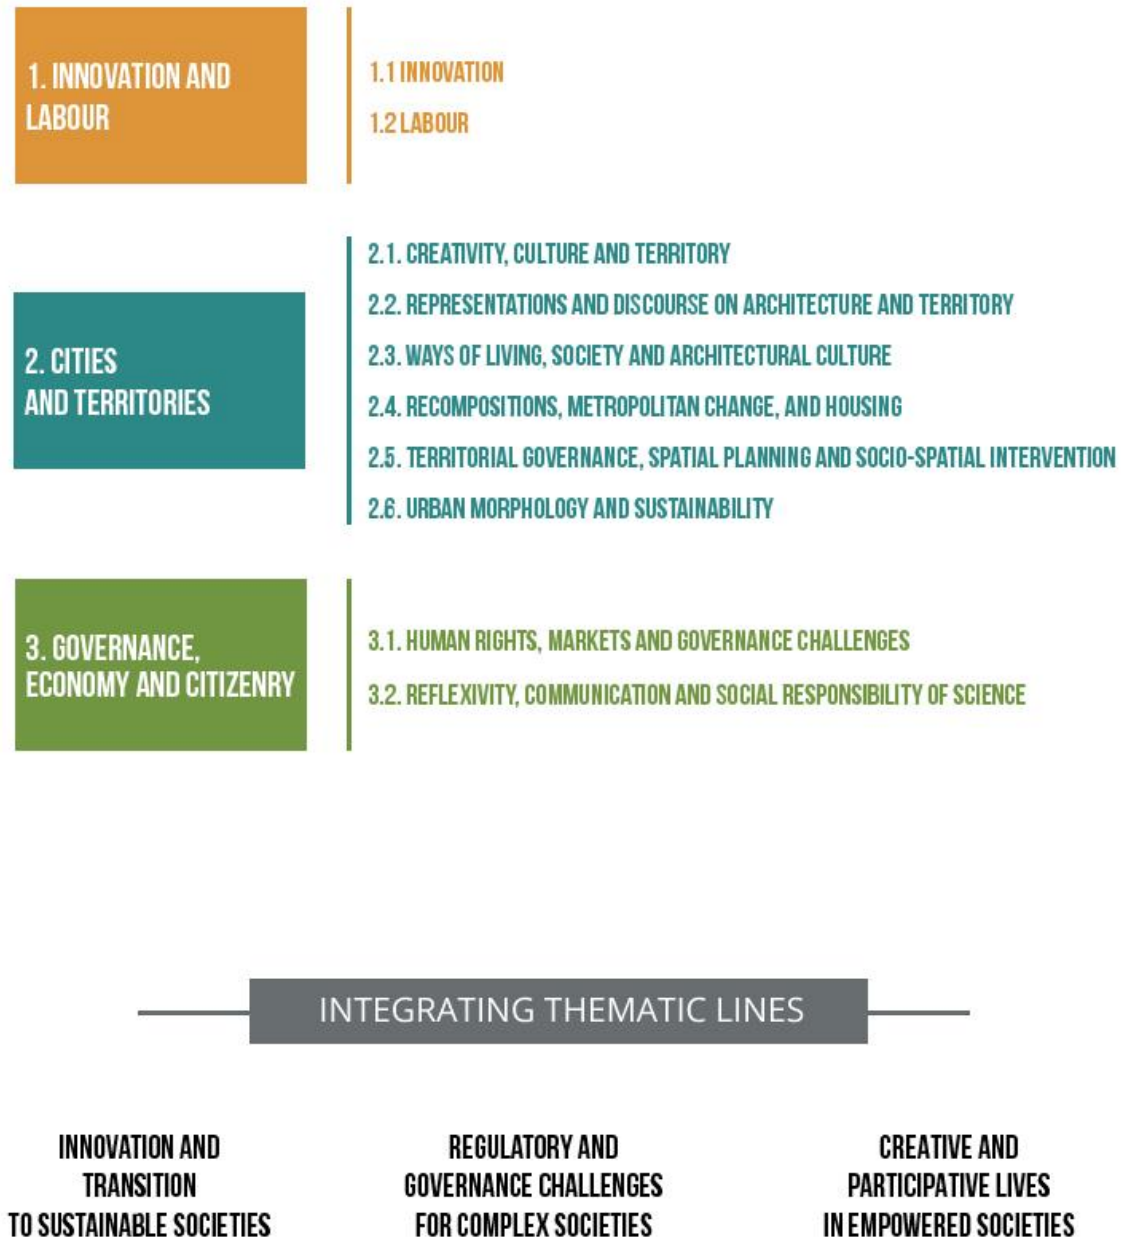 1. INNOVATION AND
LABOUR
1.1 INNOVATION
1.2 LABOUR
2. CITIES
AND TERRITORIES
2.1. CREATIVITY, CULTURE AND TERRITORY
2.2. REPRESENTATIONS AND DISCOURSE ON ARCHITECTURE AND TERRITORY
2.3. WAYS OF LIVING, SOCIETY AND ARCHITECTURAL CULTURE
2.4. RECOMPOSITIONS, METROPOLITAN CHANGE, AND HOUSING
2.5. TERRITORIAL GOVERNANCE, SPATIAL PLANNING AND SOCIO-SPATIAL INTERVENTION
2.6. URBAN MORPHOLOGY AND SUSTAINABILITY
3. GOVERNANCE,
ECONOMY AND CITIZENRY
3.1. HUMAN RIGHTS, MARKETS AND GOVERNANCE CHALLENGES
3.2. REFLEXIVITY, COMMUNICATION AND SOCIAL RESPONSIBILITY OF SCIENCE
INTEGRATING THEMATIC LINES
INNOVATION AND
TRANSITION
TO SUSTAINABLE SOCIETIES
REGULATORY AND
GOVERNANCE CHALLENGES
FOR COMPLEX SOCIETIES
CREATIVE AND
PARTICIPATIVE LIVES
IN EMPOWERED SOCIETIES